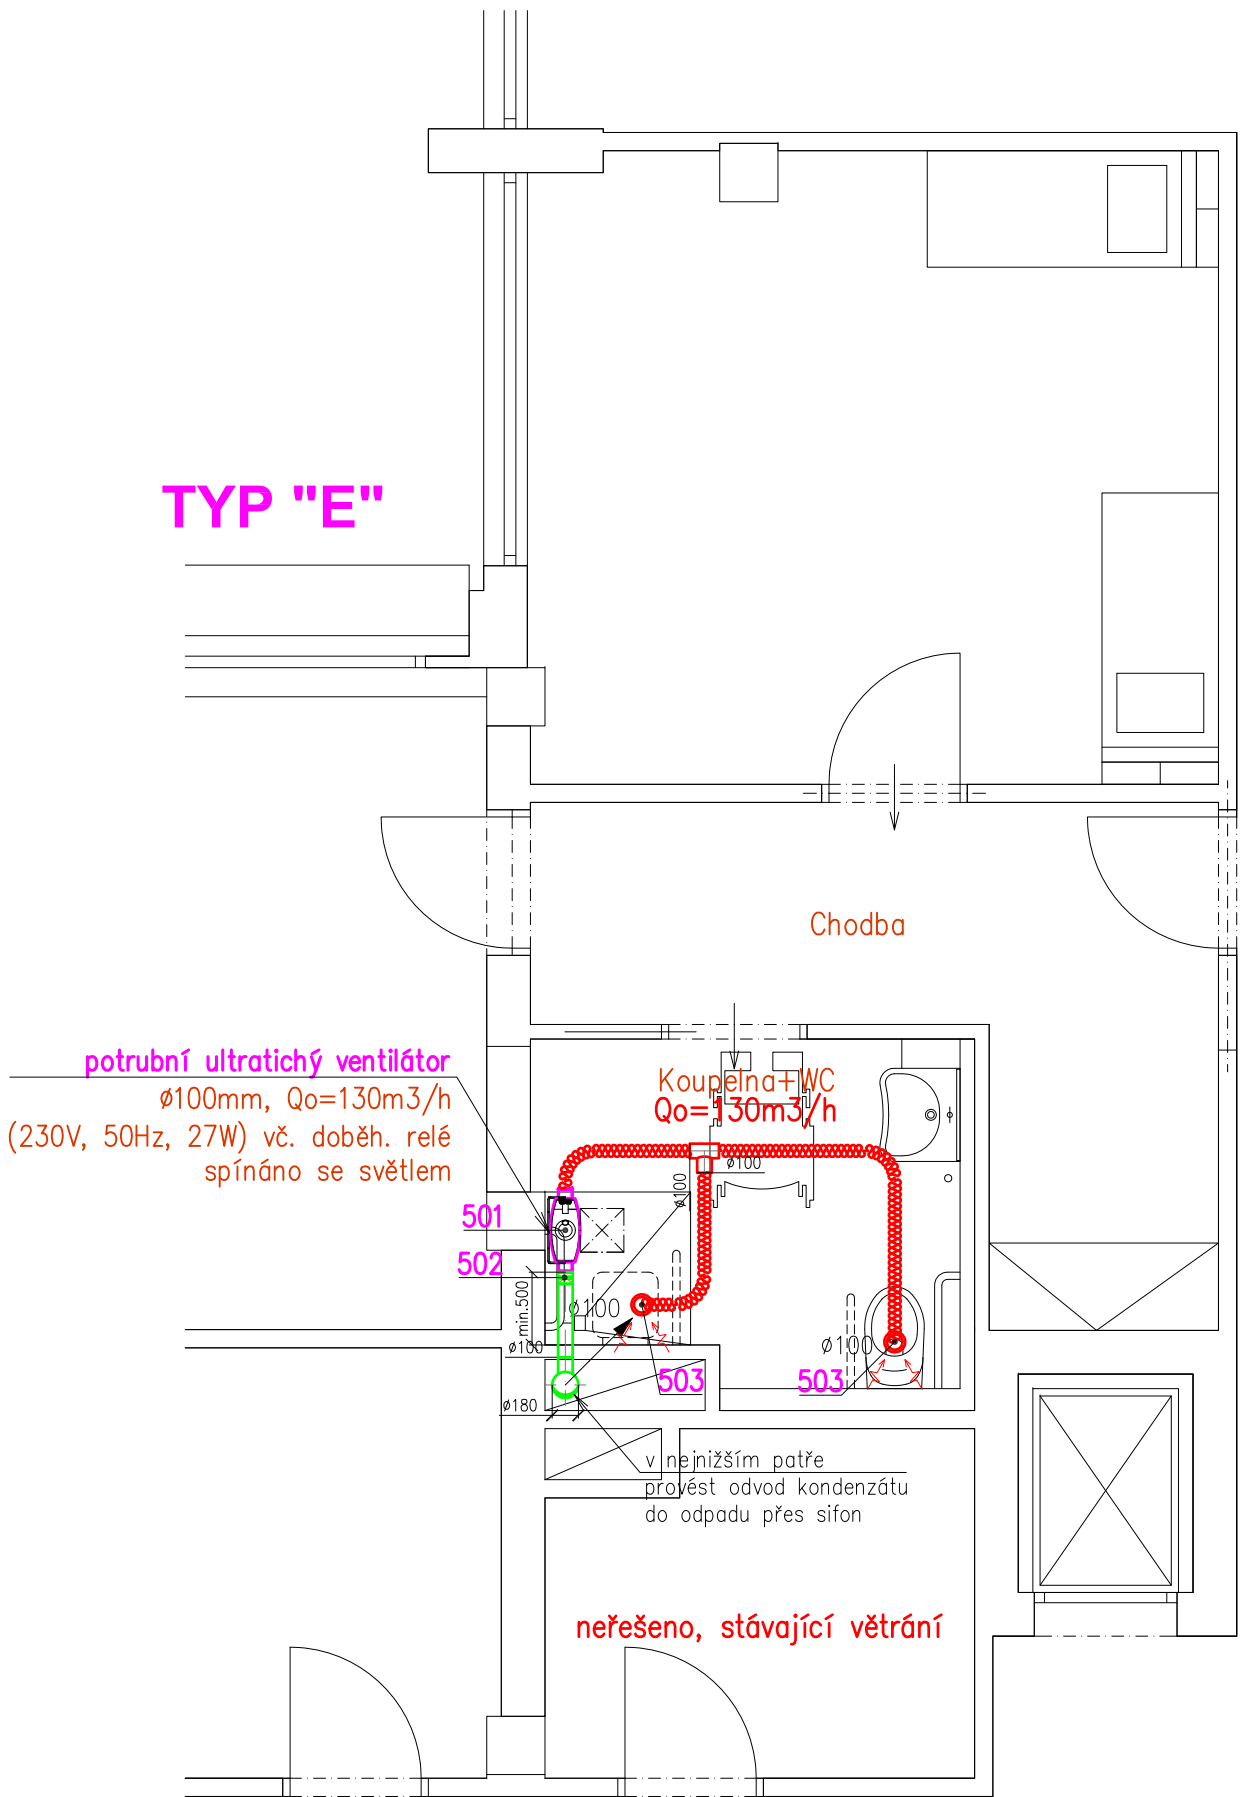 TYP "E"
Chodba
potrubní ultratichý ventilátor
ø100mm, Qo=130m3/h
(230V, 50Hz, 27W) vč. doběh. relé
spínáno se světlem
Koupelna+WC
Qo=130m3/h
ø100
ø100
501
502
min.500
ø100
ø100
ø100
503
503
ø180
v nejnižším patře
provést odvod kondenzátu
do odpadu přes sifon
neřešeno, stávající větrání